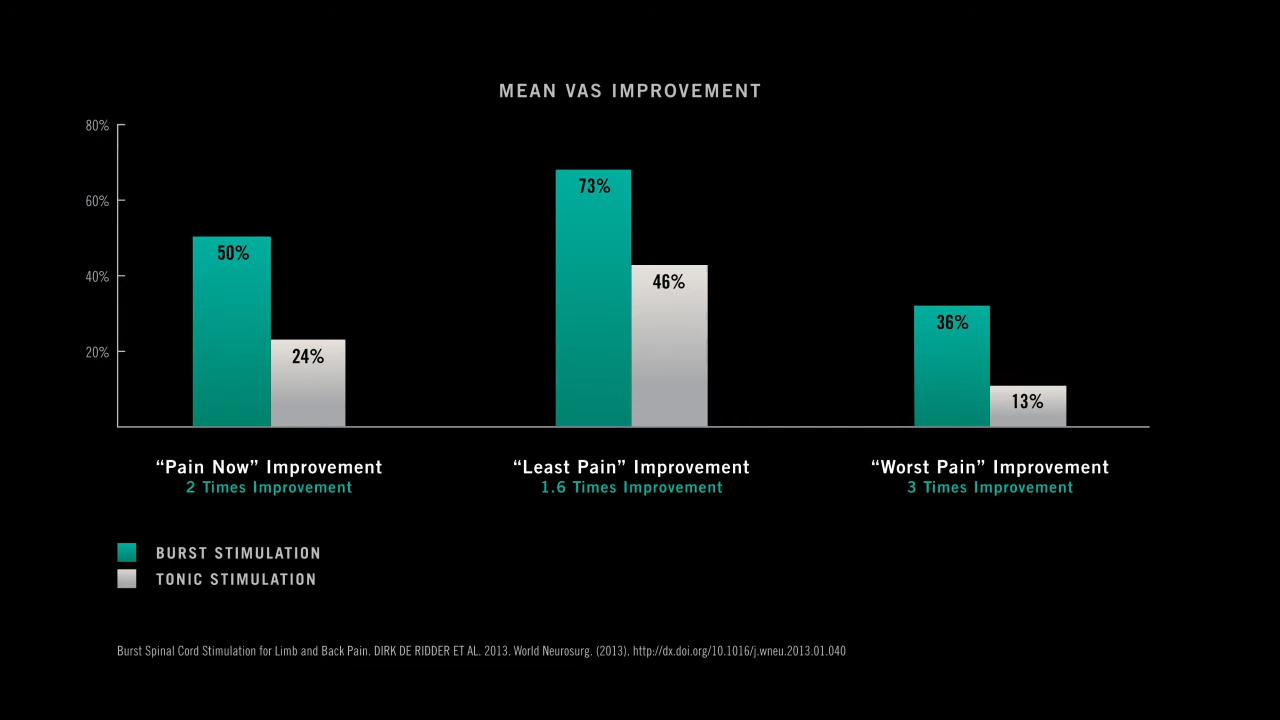 MEAN VAS IMPROVEMENT
80%
60%
40%
20%
50%
24%
73%
46%
36%
13%
“Pain Now” Improvement
2 Times Improvement
“Least Pain” Improvement
1.6 Times Improvement
“Worst Pain” Improvement
3 Times Improvement
BURST STIMULATION
TONIC STIMULATION
Burst Spinal Cord Stimulation for Limb and Back Pain. DIRK DE RIDDER ET AL. 2013. World Neurosurg. (2013). http://dx.doi.org/10.1016/j.wneu.2013.01.040